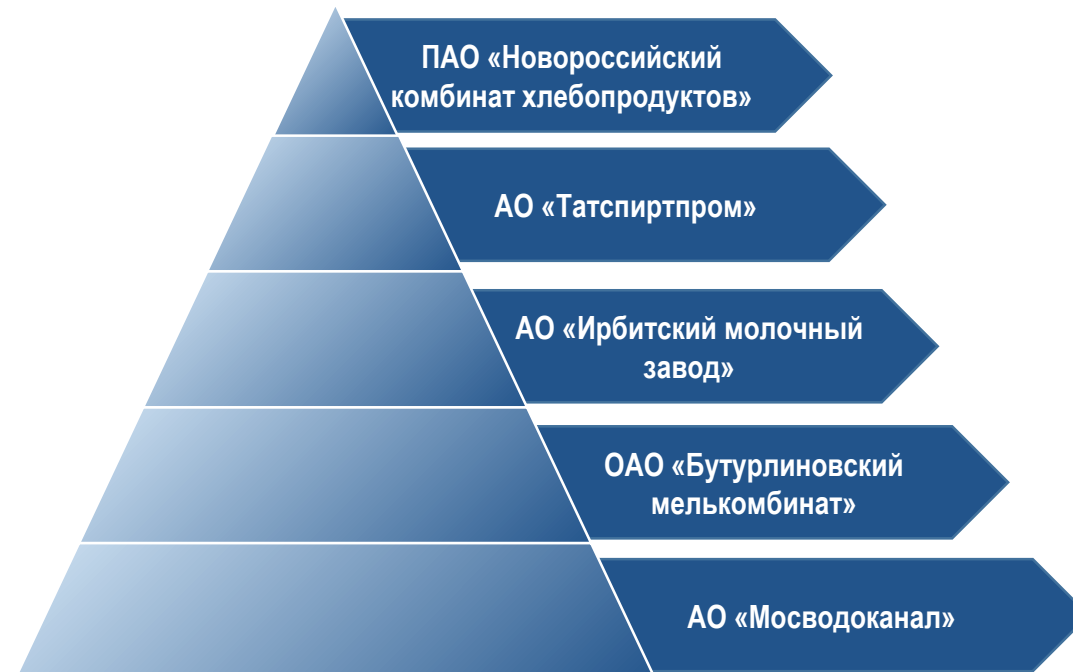 ПАО «Новороссийский
комбинат хлебопродуктов»
АО «Татспиртпром»
АО «Ирбитский молочный
завод»
ОАО «Бутурлиновский
мелькомбинат»
АО «Мосводоканал»